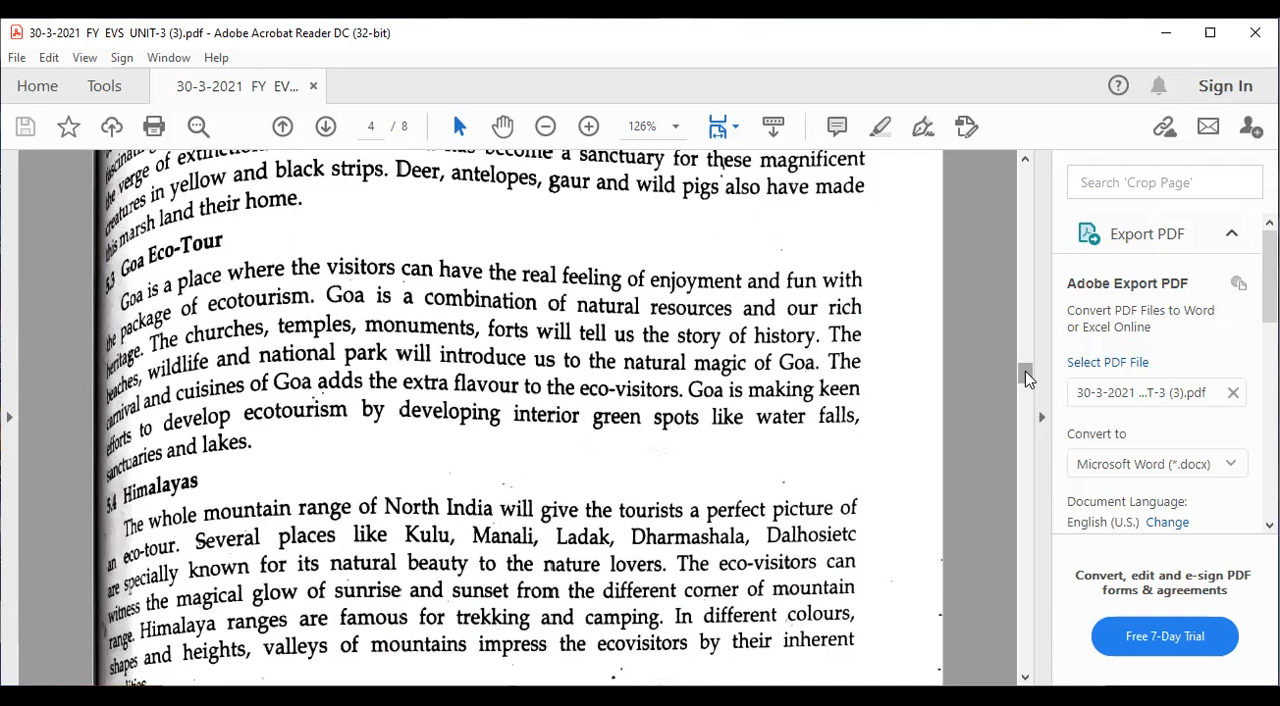 30-3-2021 FY EVS UNIT-3 (3).pdf - Adobe Acrobat Reader DC (32-bit)
File Edit View Sign Window Help
Home Tools 30-3-2021 FY EV... × Sign In
4 / 8 126%
the verge of extinction become a sanctuary for these magnificent
creatures in yellow and black strips. Deer, antelopes, gaur and wild pigs also have made
this marsh land their home.
5.3 Goa Eco-Tour
Goa is a place where the visitors can have the real feeling of enjoyment and fun with
the package of ecotourism. Goa is a combination of natural resources and our rich
heritage. The churches, temples, monuments, forts will tell us the story of history. The
beaches, wildlife and national park will introduce us to the natural magic of Goa. The
carnival and cuisines of Goa adds the extra flavour to the eco-visitors. Goa is making keen
efforts to develop ecotourism by developing interior green spots like water falls,
sanctuaries and lakes.
5.4 Himalayas
The whole mountain range of North India will give the tourists a perfect picture of
an eco-tour. Several places like Kulu, Manali, Ladak, Dharmashala, Dalhosietc
are specially known for its natural beauty to the nature lovers. The eco-visitors can
witness the magical glow of sunrise and sunset from the different corner of mountain
range. Himalaya ranges are famous for trekking and camping. In different colours,
shapes and heights, valleys of mountains impress the ecovisitors by their inherent
Search 'Crop Page'
Export PDF
Adobe Export PDF
Convert PDF Files to Word
or Excel Online
Select PDF File
30-3-2021 ...T-3 (3).pdf
Convert to
Microsoft Word (*.docx)
Document Language:
English (U.S.) Change
Convert, edit and e-sign PDF
forms & agreements
Free 7-Day Trial